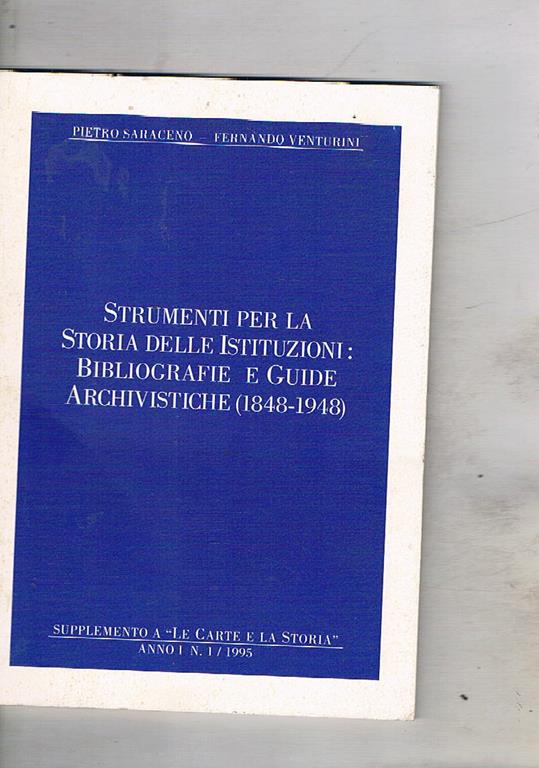 PIETRO SARACENO – FERNANDO VENTURINI
STRUMENTI PER LA
STORIA DELLE ISTITUZIONI:
BIBLIOGRAFIE E GUIDE
ARCHIVISTICHE (1848-1948)
SUPPLEMENTO A “LE CARTE E LA STORIA”
ANNO I N. 1 / 1995